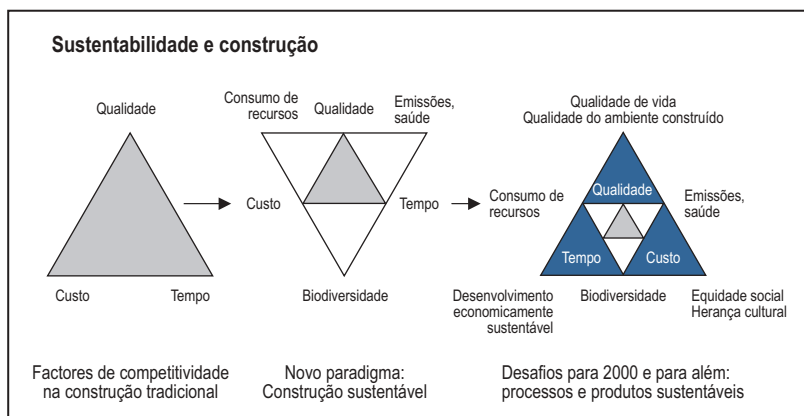 Sustentabilidade e construção
Qualidade
Custo
Tempo
Factores de competitividade
na construção tradicional
Consumo de
recursos
Qualidade
Emissões,
saúde
Custo
Tempo
Biodiversidade
Novo paradigma:
Construção sustentável
Qualidade de vida
Qualidade do ambiente construído
Consumo de
recursos
Qualidade
Emissões,
saúde
Tempo
Custo
Desenvolvimento
economicamente
sustentável
Biodiversidade
Equidade social
Herança cultural
Desafios para 2000 e para além:
processos e produtos sustentáveis